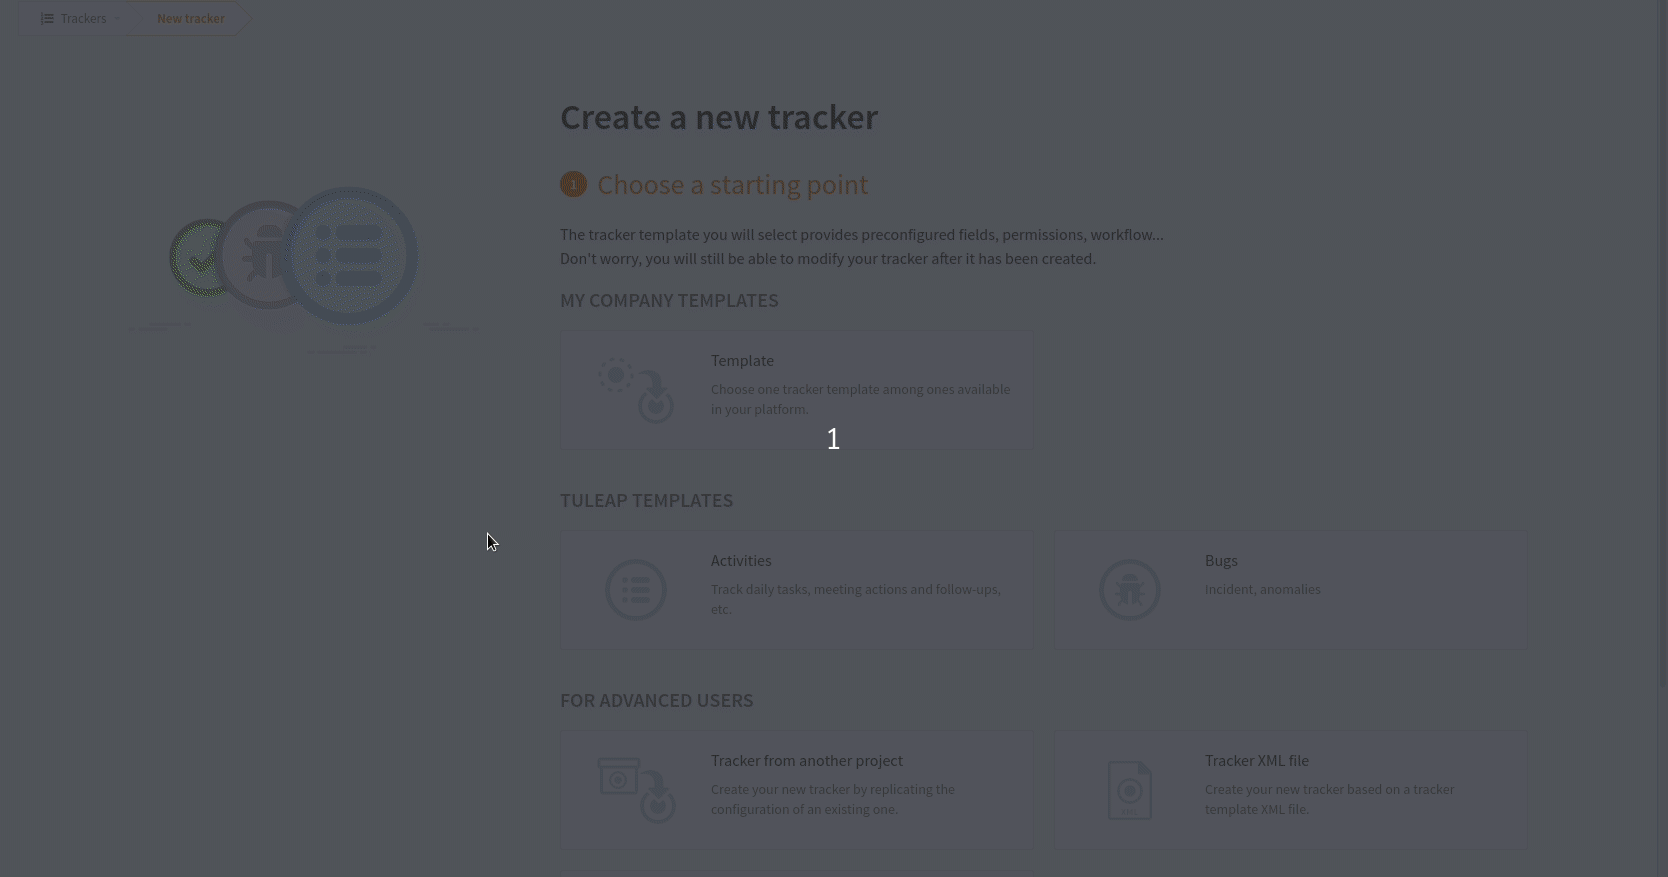 Trackers
New tracker
Create a new tracker
1 Choose a starting point
The tracker template you will select provides preconfigured fields, permissions, workflow...
Don't worry, you will still be able to modify your tracker after it has been created.
MY COMPANY TEMPLATES
Template
Choose one tracker template among ones available
in your platform.
1
TULEAP TEMPLATES
Activities
Track daily tasks, meeting actions and follow-ups,
etc.
Bugs
Incident, anomalies
FOR ADVANCED USERS
Tracker from another project
Create your new tracker by replicating the
configuration of an existing one.
Tracker XML file
Create your new tracker based on a tracker
template XML file.